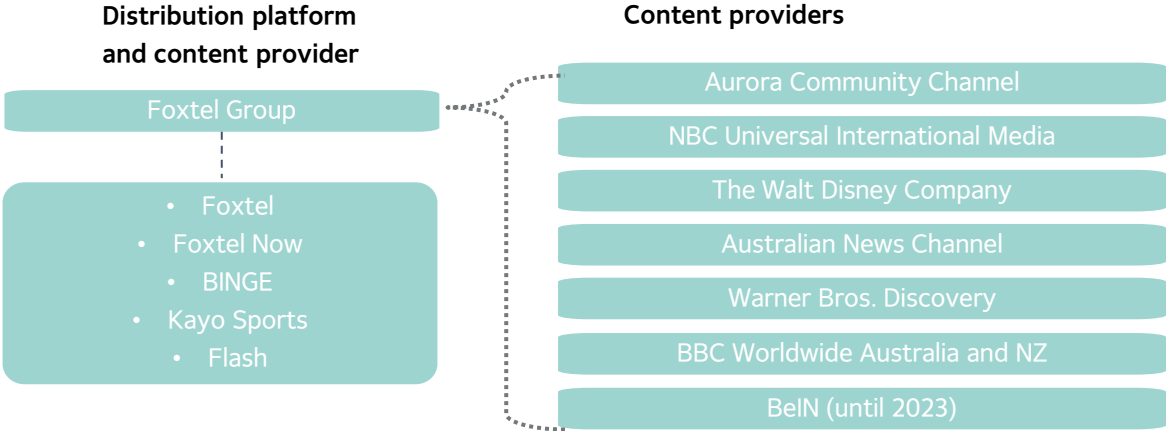 Distribution platform
and content provider
Foxtel Group
• Foxtel
• Foxtel Now
• BINGE
• Kayo Sports
• Flash
Content providers
Aurora Community Channel
NBC Universal International Media
The Walt Disney Company
Australian News Channel
Warner Bros. Discovery
BBC Worldwide Australia and NZ
BeIN (until 2023)